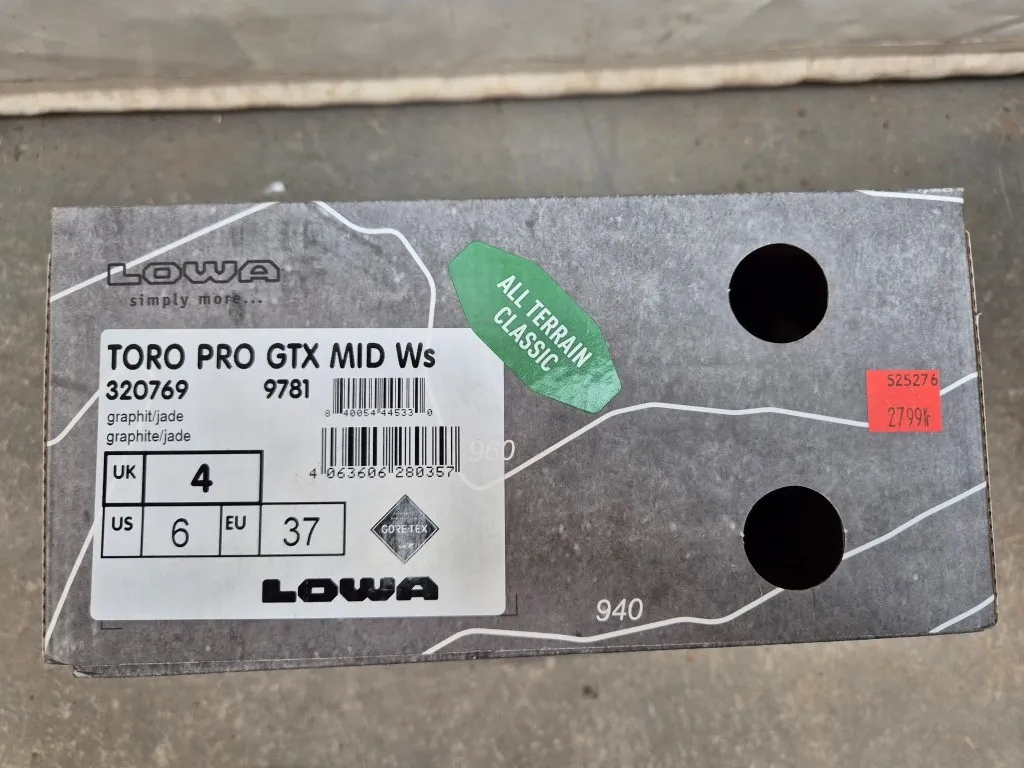 LOWA
simply more...
ALL TERRAIN
CLASSIC
TORO PRO GTX MID Ws
320769 9781
8 40054 44533 0
graphit/jade
graphite/jade
4 063606 280357
960
UK 4
US 6 EU 37
GORE-TEX
LOWA
525276
2799
940